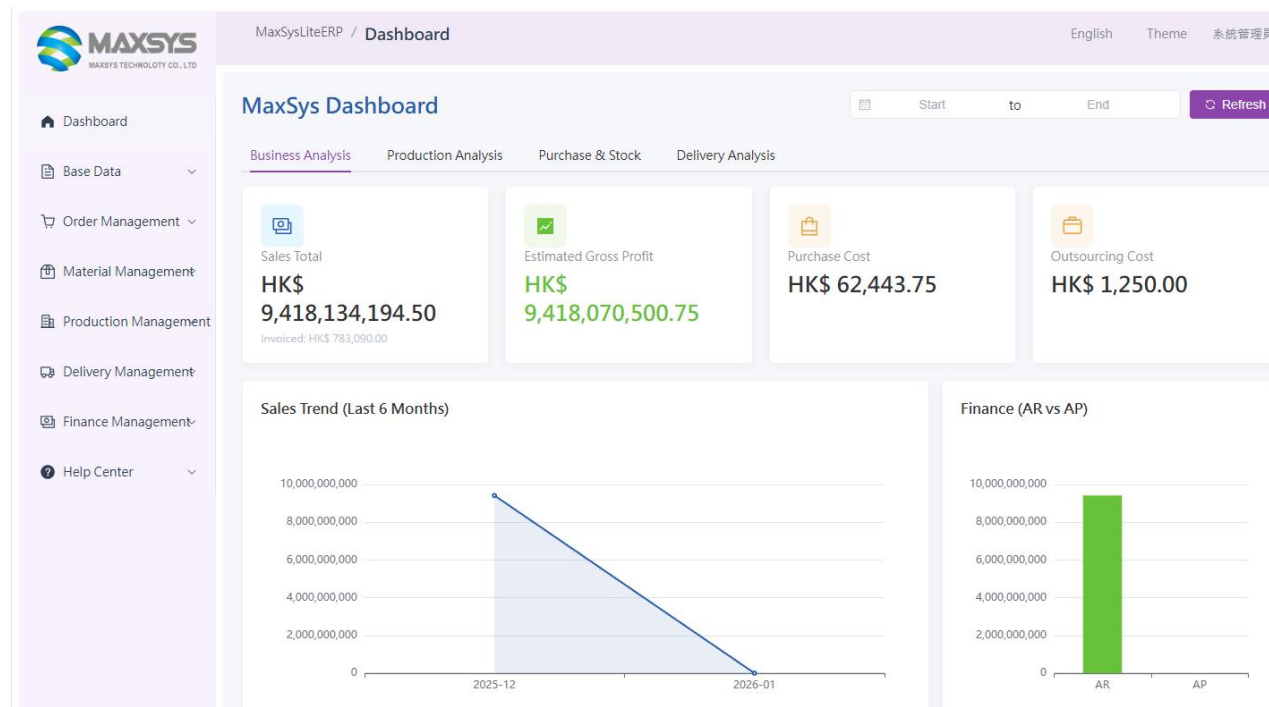 MAXSYS
MAXSYS TECHNOLOTY CO., LTD
MaxSysLiteERP / Dashboard
English
Theme
系統管理員
Dashboard
Base Data
Order Management
Material Management
Production Management
Delivery Management
Finance Management
Help Center
MaxSys Dashboard
Start to End
Refresh
Business Analysis
Production Analysis
Purchase & Stock
Delivery Analysis
Sales Total
HK$
9,418,134,194.50
Invoiced: HK$ 783,090.00
Estimated Gross Profit
HK$
9,418,070,500.75
Purchase Cost
HK$ 62,443.75
Outsourcing Cost
HK$ 1,250.00
Sales Trend (Last 6 Months)
10,000,000,000
8,000,000,000
6,000,000,000
4,000,000,000
2,000,000,000
0
2025-12
2026-01
Finance (AR vs AP)
10,000,000,000
8,000,000,000
6,000,000,000
4,000,000,000
2,000,000,000
0
AR
AP